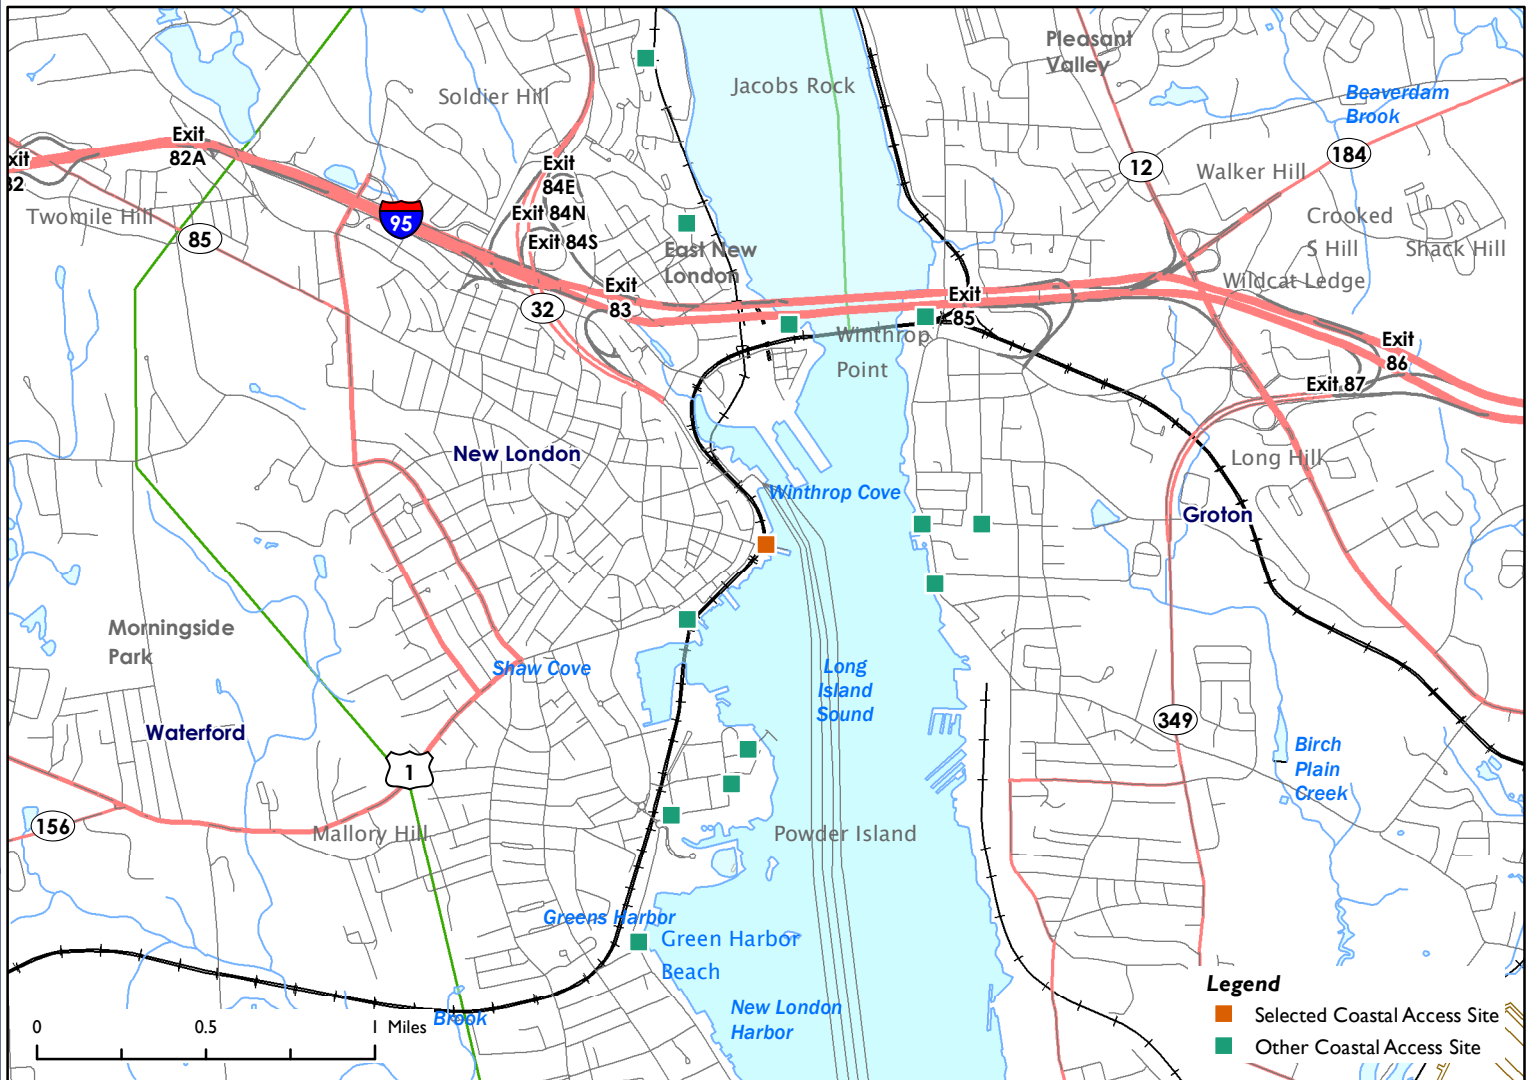 Pleasant
Valley
Jacobs Rock
Soldier Hill
Beaverdam
Brook
Exit
82A
xit
32
Exit
84E
12
184
Walker Hill
Twomile Hill
85
95
Exit 84N
Exit 84S
East New
London
Crooked
S Hill
Shack Hill
Wildcat Ledge
Exit
83
32
Exit
85
Winthrop
Point
Exit
86
Exit 87
New London
Long Hill
Winthrop Cove
Groton
Morningside
Park
Shaw Cove
Long
Island
Sound
Waterford
349
1
Birch
Plain
Creek
156
Mallory Hill
Powder Island
Greens Harbor
Green Harbor
Beach
New London
Harbor
Brook
0 0.5 1 Miles
Legend
Selected Coastal Access Site
Other Coastal Access Site